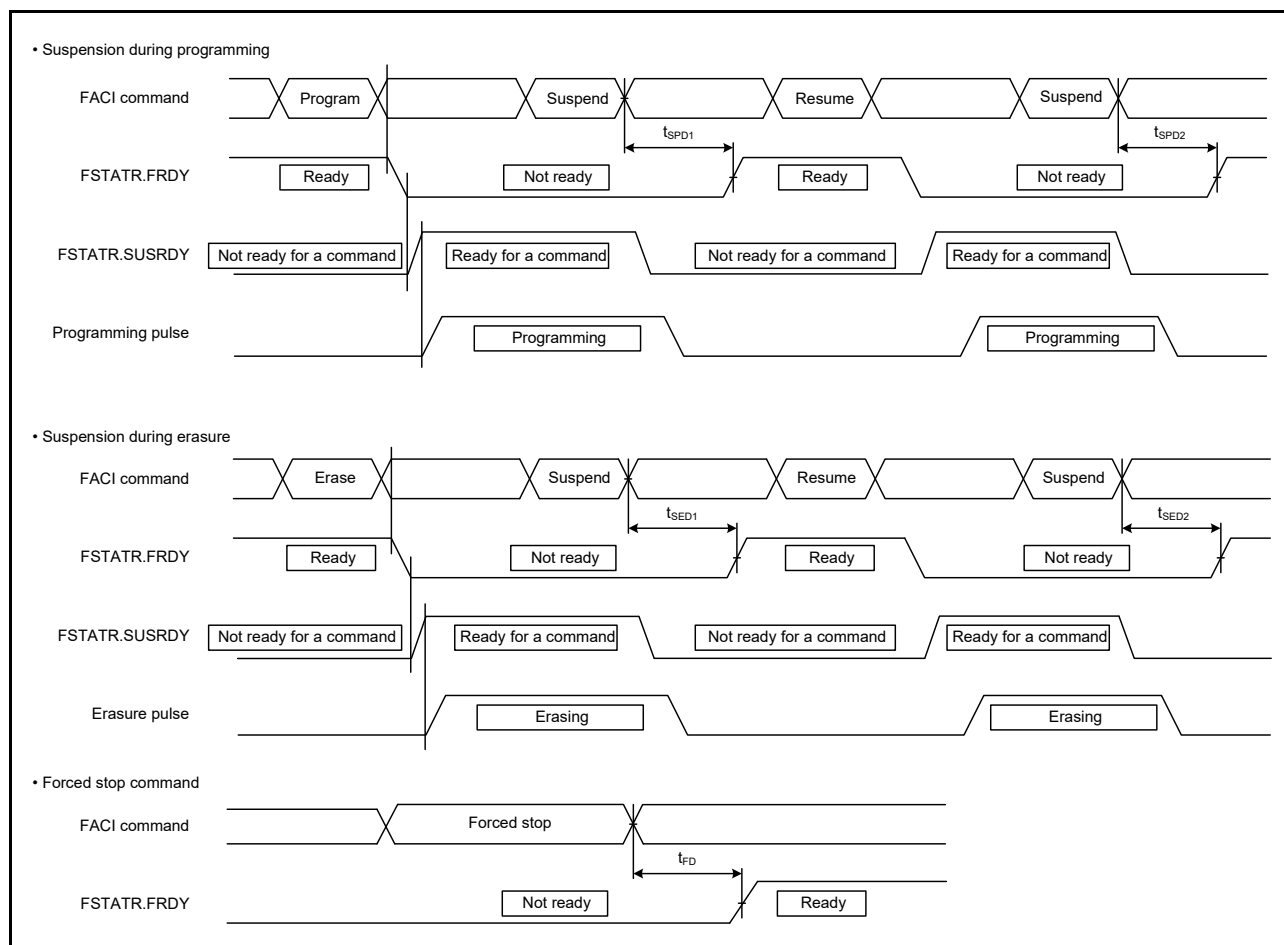 • Suspension during programming
FACI command
Program
Suspend
Resume
Suspend
tSPD1
tSPD2
FSTATR.FRDY
Ready
Not ready
Ready
Not ready
FSTATR.SUSRDY
Not ready for a command
Ready for a command
Not ready for a command
Ready for a command
Programming pulse
Programming
Programming
• Suspension during erasure
FACI command
Erase
Suspend
Resume
Suspend
tSED1
tSED2
FSTATR.FRDY
Ready
Not ready
Ready
Not ready
FSTATR.SUSRDY
Not ready for a command
Ready for a command
Not ready for a command
Ready for a command
Erasure pulse
Erasing
Erasing
• Forced stop command
FACI command
Forced stop
tFD
FSTATR.FRDY
Not ready
Ready